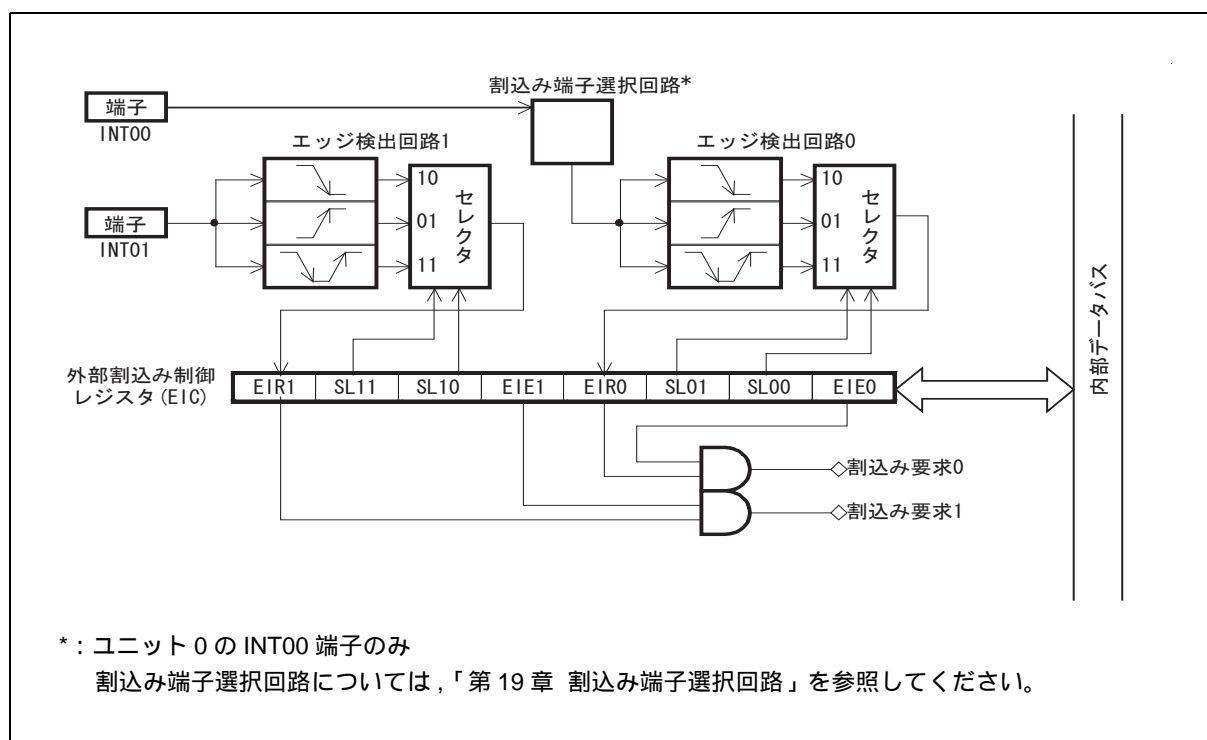 割込み端子選択回路*
端子
INT00
エッジ検出回路1
エッジ検出回路0
端子
INT01
10
01
11
セレクタ
10
01
11
セレクタ
内部データバス
外部割込み制御
レジスタ(EIC)
EIR1 SL11 SL10 EIE1 EIR0 SL01 SL00 EIE0
割込み要求0
割込み要求1
*:ユニット 0 の INT00 端子のみ
割込み端子選択回路については,「第 19 章 割込み端子選択回路」を参照してください。